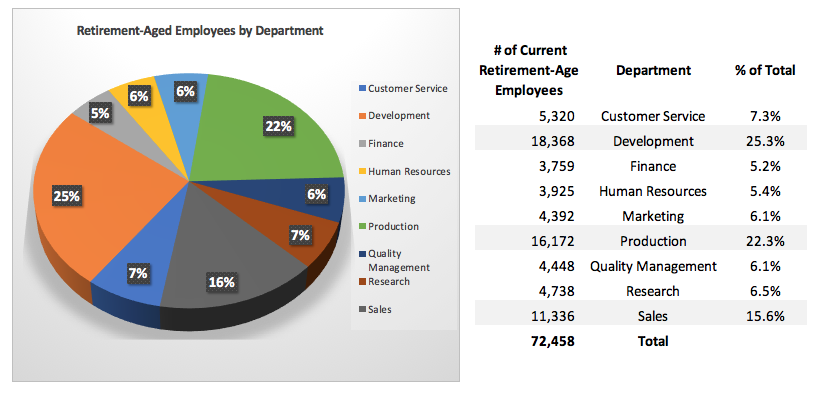 Retirement-Aged Employees by Department
6%
6%
5%
22%
25%
6%
7%
7%
16%
Customer Service
Development
Finance
Human Resources
Marketing
Production
Quality
Management
Research
Sales
# of Current
Retirement-Age Department % of Total
Employees
5,320 Customer Service 7.3%
18,368 Development 25.3%
3,759 Finance 5.2%
3,925 Human Resources 5.4%
4,392 Marketing 6.1%
16,172 Production 22.3%
4,448 Quality Management 6.1%
4,738 Research 6.5%
11,336 Sales 15.6%
72,458 Total